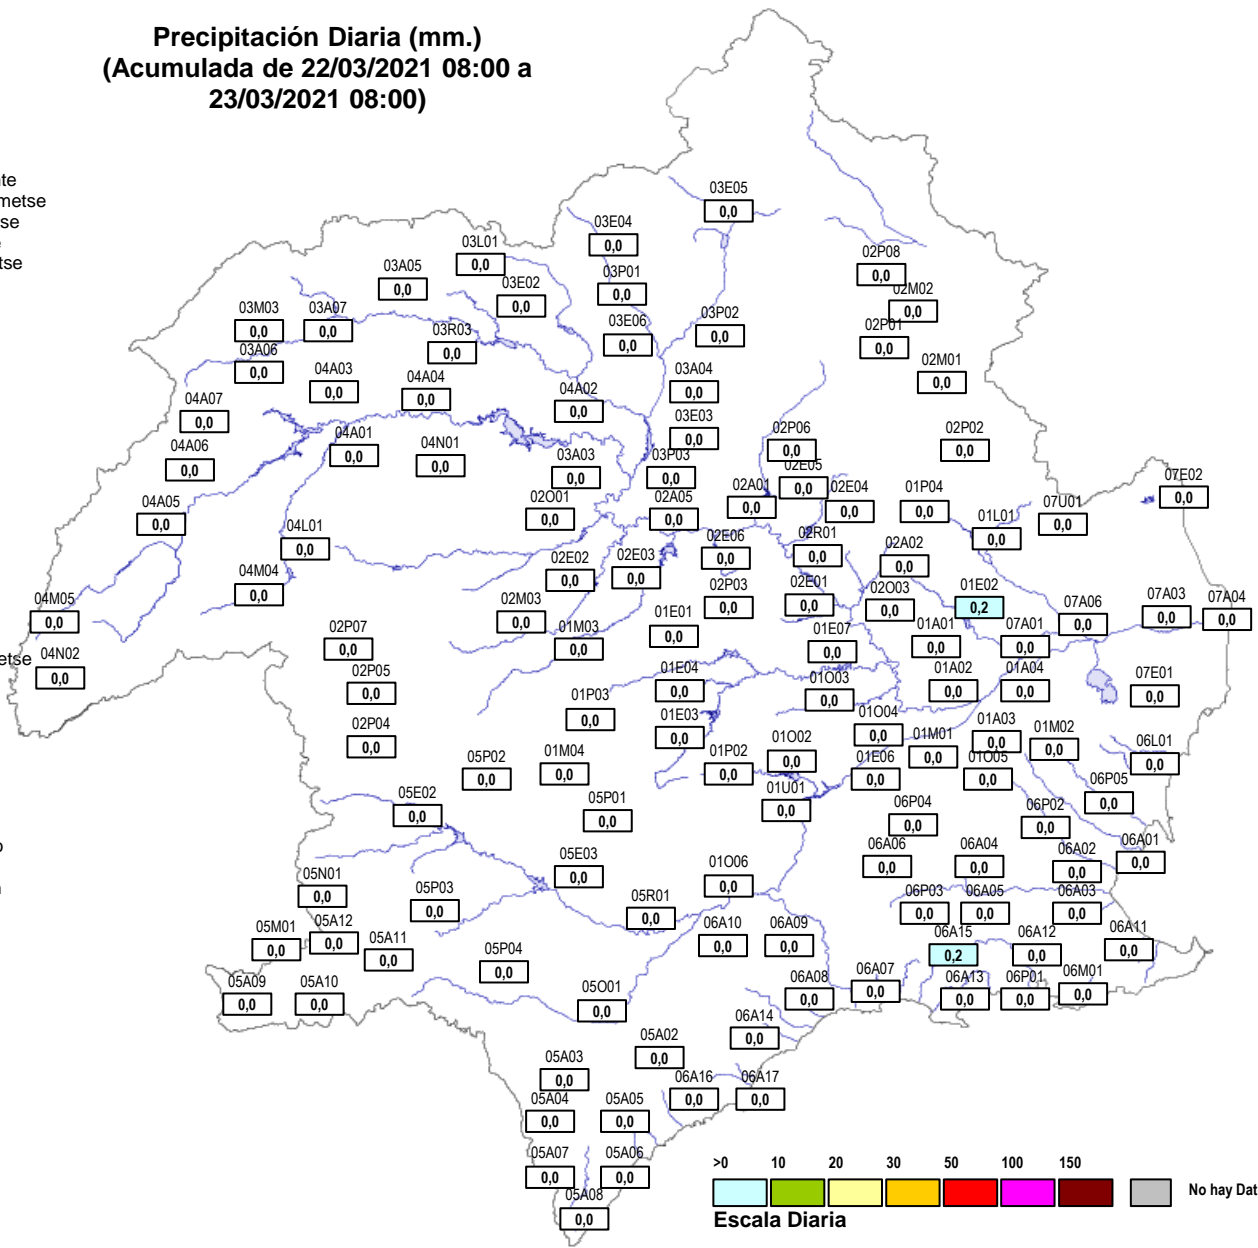 Precipitación Diaria (mm.)
(Acumulada de 22/03/2021 08:00 a
23/03/2021 08:00)
te
metse
se
tse
etse
03E05
0,0
03E04
0,0
03L01
0,0
02P08
0,0
03A05
0,0
03P01
0,0
03E02
0,0
02M02
0,0
03M03
0,0
03A07
0,0
03P02
0,0
03E06
0,0
03R03
0,0
02P01
0,0
03A06
0,0
02M01
0,0
04A03
0,0
04A04
0,0
03A04
0,0
04A02
0,0
04A07
0,0
03E03
0,0
02P06
0,0
02P02
0,0
04A01
0,0
04A06
0,0
04N01
0,0
03A03
0,0
03P03
0,0
02E05
0,0
07E02
0,0
02A01
0,0
02E04
0,0
01P04
0,0
04A05
0,0
02O01
0,0
02A05
0,0
07U01
0,0
01L01
0,0
04L01
0,0
02E06
0,0
02R01
0,0
02A02
0,0
02E02
0,0
02E03
0,0
04M04
0,0
02P03
0,0
02E01
0,0
02O03
0,0
01E02
0,2
07A03
0,0
07A04
0,0
04M05
0,0
02M03
0,0
01E01
0,0
07A06
0,0
02P07
0,0
01M03
0,0
01E07
0,0
01A01
0,0
07A01
0,0
04N02
0,0
02P05
0,0
01E04
0,0
01O03
0,0
01A02
0,0
01A04
0,0
07E01
0,0
01P03
0,0
01E03
0,0
01O04
0,0
02P04
0,0
01A03
0,0
01M02
0,0
01M01
0,0
05P02
0,0
01M04
0,0
01P02
0,0
01O02
0,0
01E06
0,0
01O05
0,0
06L01
0,0
05E02
0,0
05P01
0,0
01U01
0,0
06P05
0,0
06P04
0,0
06P02
0,0
05E03
0,0
01O06
0,0
06A06
0,0
06A04
0,0
06A02
0,0
06A01
0,0
05N01
0,0
05P03
0,0
05R01
0,0
06P03
0,0
06A05
0,0
06A03
0,0
05M01
0,0
05A12
0,0
05A11
0,0
06A10
0,0
06A09
0,0
06A15
0,2
06A12
0,0
06A11
0,0
05P04
0,0
05A09
0,0
05A10
0,0
05O01
0,0
06A08
0,0
06A07
0,0
06A13
0,0
06P01
0,0
06M01
0,0
06A14
0,0
05A02
0,0
05A03
0,0
06A16
0,0
06A17
0,0
05A04
0,0
05A05
0,0
05A07
0,0
05A06
0,0
05A08
0,0
>0 10 20 30 50 100 150
No hay Dat
Escala Diaria